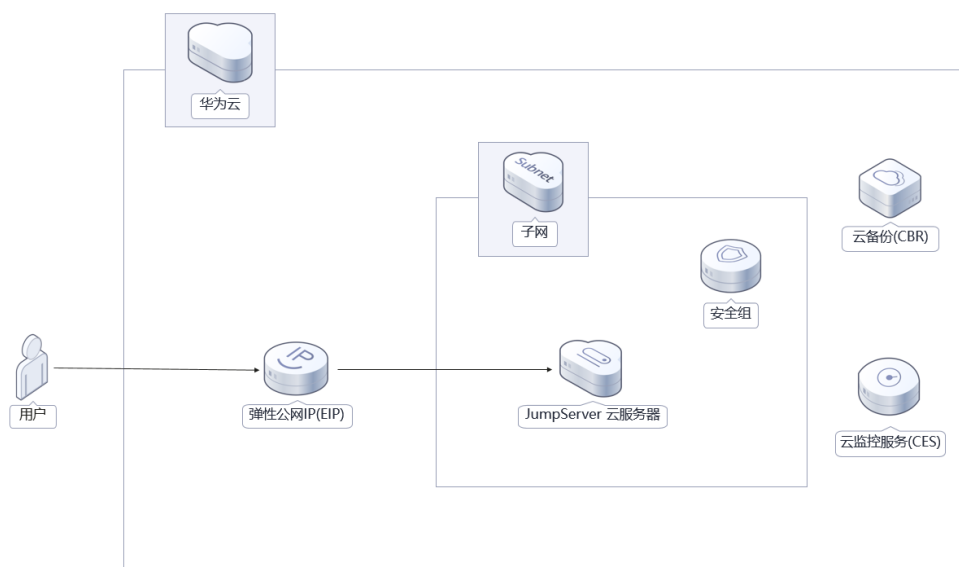 华为云
Subnet
子网
云备份(CBR)
安全组
IP
用户
弹性公网IP(EIP)
JumpServer 云服务器
云监控服务(CES)